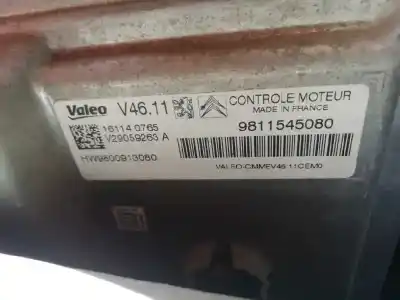 Valeo V46.11 CONTROLE MOTEUR
MADE IN FRANCE
16114 0765
V29059263 A
9811545080
HW9800913080
VALEO-CMMEV46 11CEM0